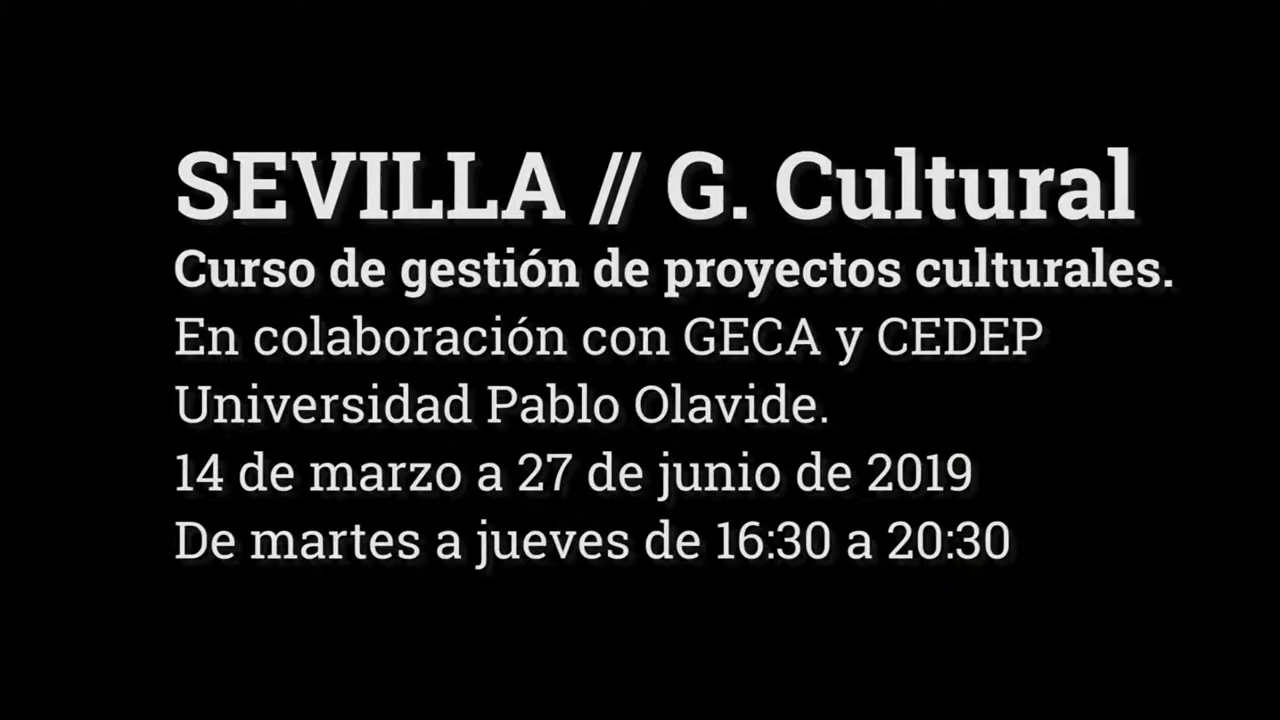 SEVILLA // G. Cultural
Curso de gestión de proyectos culturales.
En colaboración con GECA y CEDEP
Universidad Pablo Olavide.
14 de marzo a 27 de junio de 2019
De martes a jueves de 16:30 a 20:30